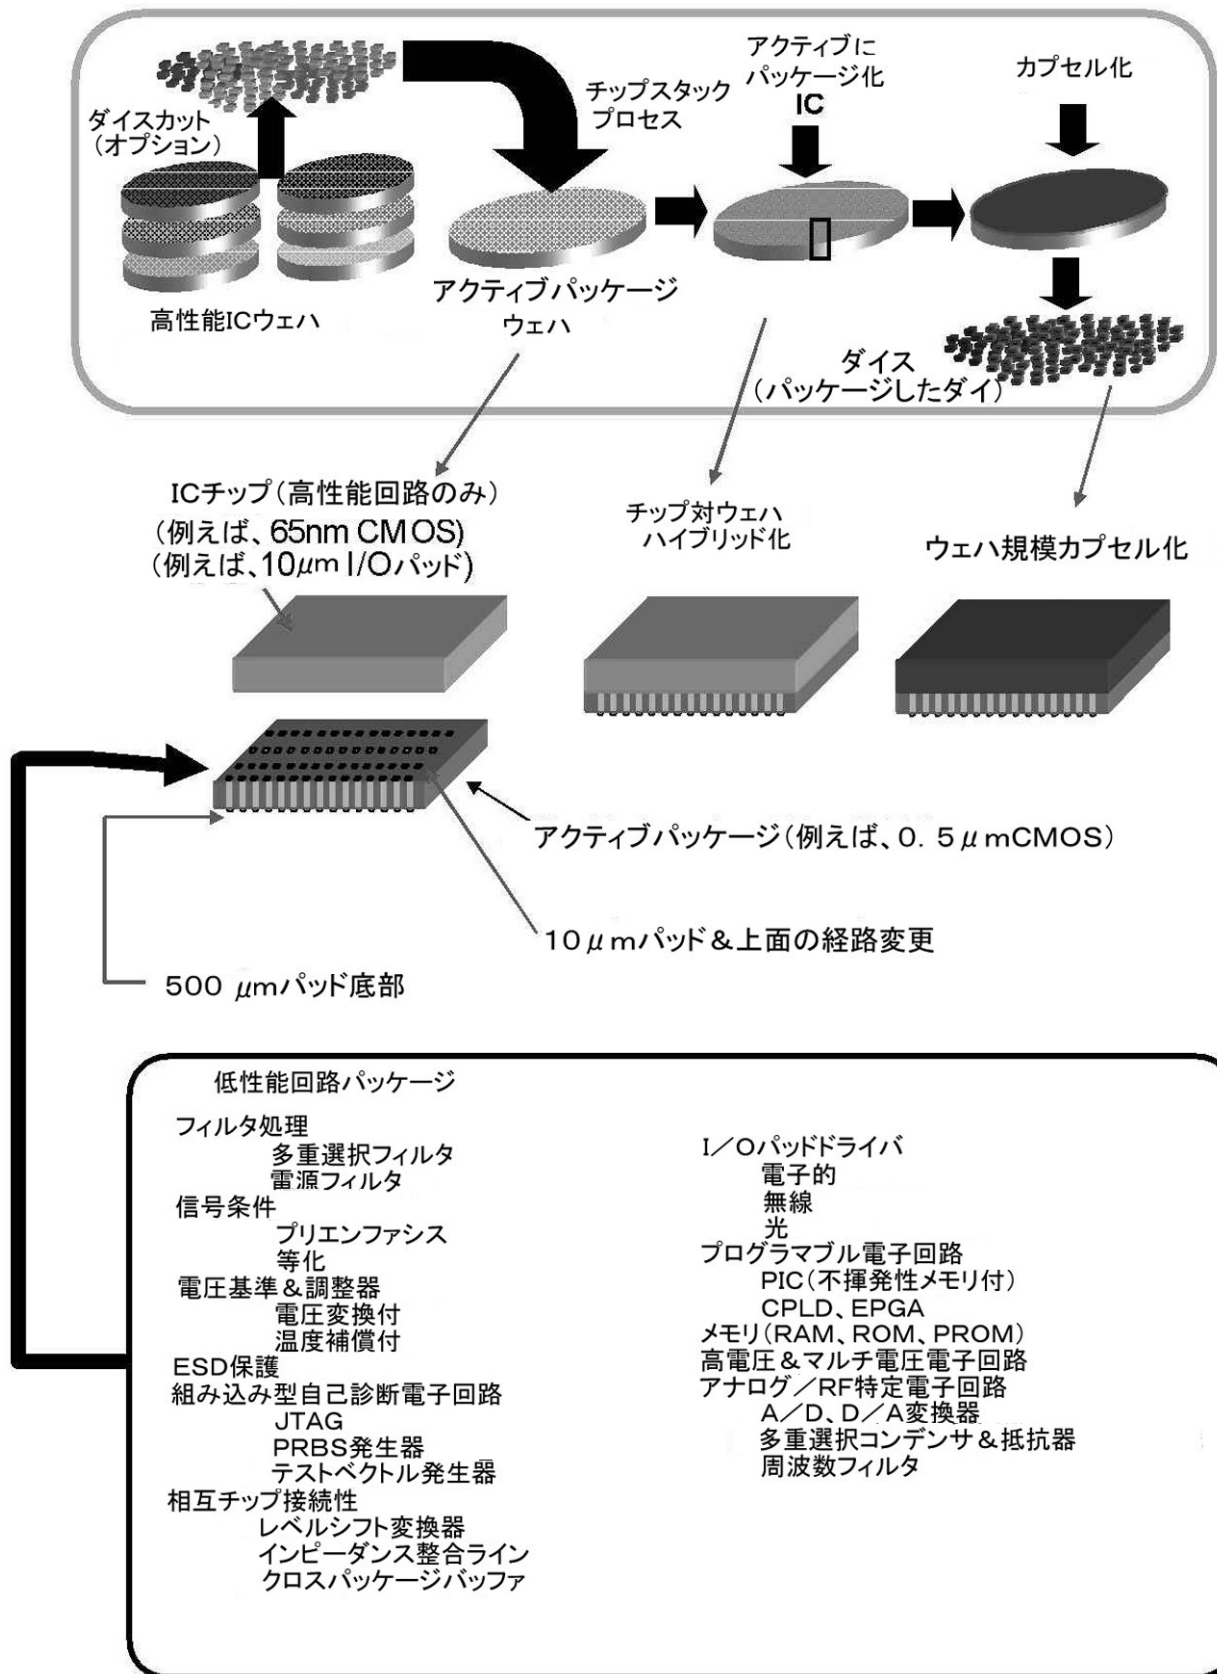 ダイスカット
(オプション)
高性能ICウェハ
チップスタック
プロセス
アクティブパッケージ
ウェハ
アクティブに
パッケージ化
IC
カプセル化
ダイス
(パッケージしたダイ)
ICチップ(高性能回路のみ)
(例えば、65nm CMOS)
(例えば、10μm I/Oパッド)
チップ対ウェハ
ハイブリッド化
ウェハ規模カプセル化
アクティブパッケージ(例えば、0.5μmCMOS)
10μmパッド&上面の経路変更
500 μmパッド底部
低性能回路パッケージ
フィルタ処理
多重選択フィルタ
電源フィルタ
信号条件
プリエンファシス
等化
電圧基準&調整器
電圧変換付
温度補償付
ESD保護
組み込み型自己診断電子回路
JTAG
PRBS発生器
テストベクトル発生器
相互チップ接続性
レベルシフト変換器
インピーダンス整合ライン
クロスパッケージバッファ
I/Oパッドドライバ
電子的
無線
光
プログラマブル電子回路
PIC(不揮発性メモリ付)
CPLD、EPGA
メモリ(RAM、ROM、PROM)
高電圧&マルチ電圧電子回路
アナログ/RF特定電子回路
A/D、D/A変換器
多重選択コンデンサ&抵抗器
周波数フィルタ